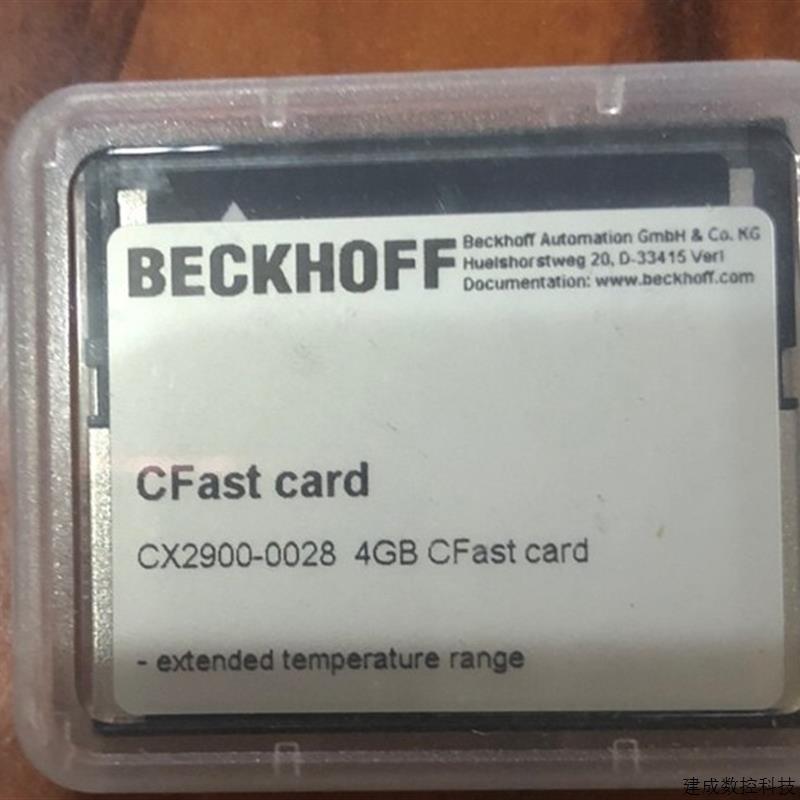 BECKHOFF
Beckhoff Automation GmbH & Co. KG
Huelshorstweg 20, D-33415 Verl
Documentation: www.beckhoff.com
CFast card
CX2900-0028 4GB CFast card
- extended temperature range
建成数控科技